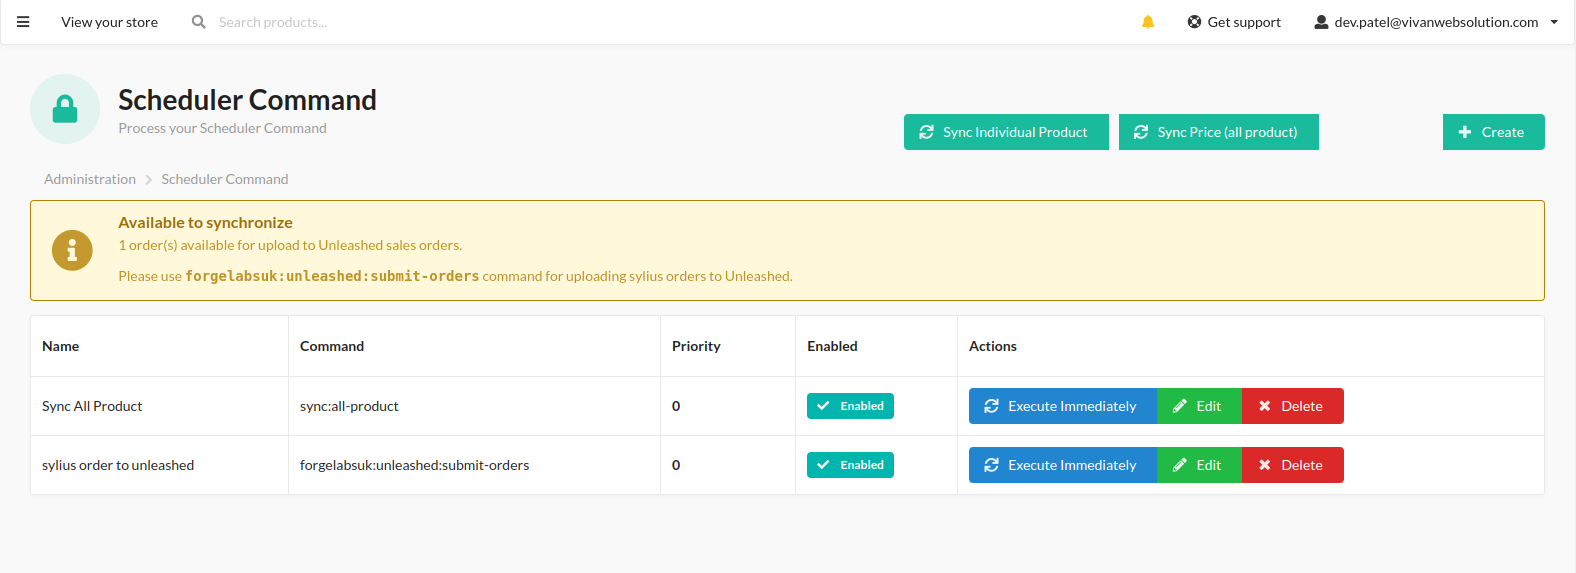 View your store
Search products...
Get support
dev.patel@vivanwebsolution.com
Scheduler Command
Process your Scheduler Command
Sync Individual Product
Sync Price (all product)
Create
Administration
Scheduler Command
Available to synchronize
1 order(s) available for upload to Unleashed sales orders.
Please use forgelabsuk:unleashed:submit-orders command for uploading sylius orders to Unleashed.
Name Command Priority Enabled Actions
Sync All Product sync:all-product 0 Enabled Execute Immediately Edit Delete
sylius order to unleashed forgelabsuk:unleashed:submit-orders 0 Enabled Execute Immediately Edit Delete